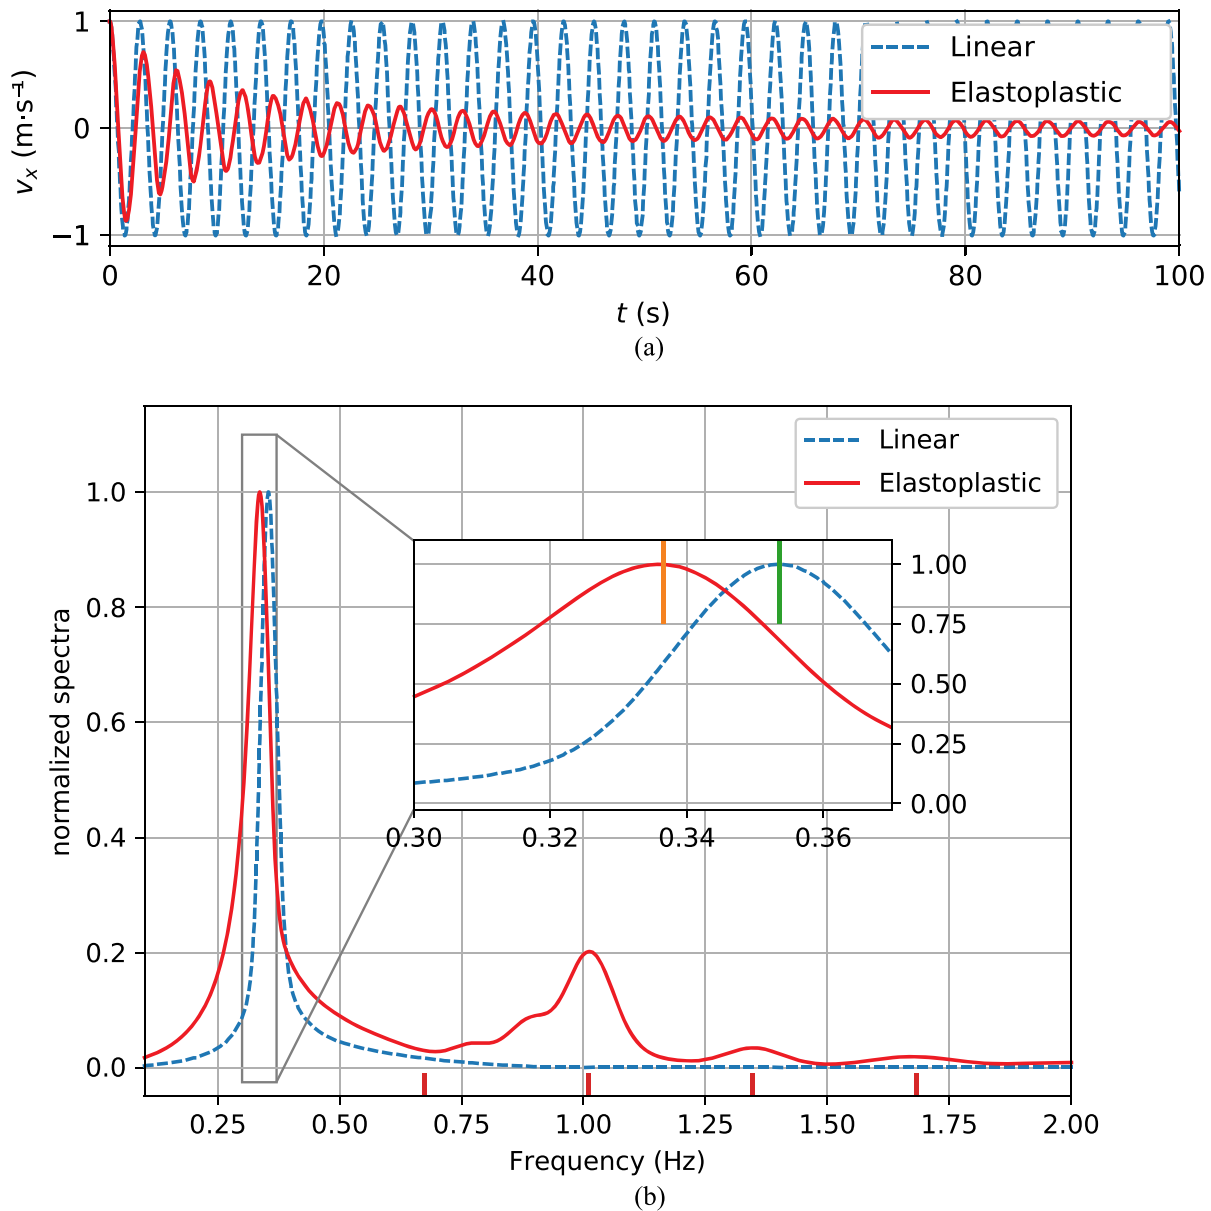 1
0
−1
vₓ (m·s⁻¹)
Linear
Elastoplastic
0 20 40 60 80 100
t (s)
(a)
Linear
Elastoplastic
1.0
0.8
0.6
0.4
0.2
0.0
normalized spectra
1.00
0.75
0.50
0.25
0.00
0.30 0.32 0.34 0.36
0.25 0.50 0.75 1.00 1.25 1.50 1.75 2.00
Frequency (Hz)
(b)